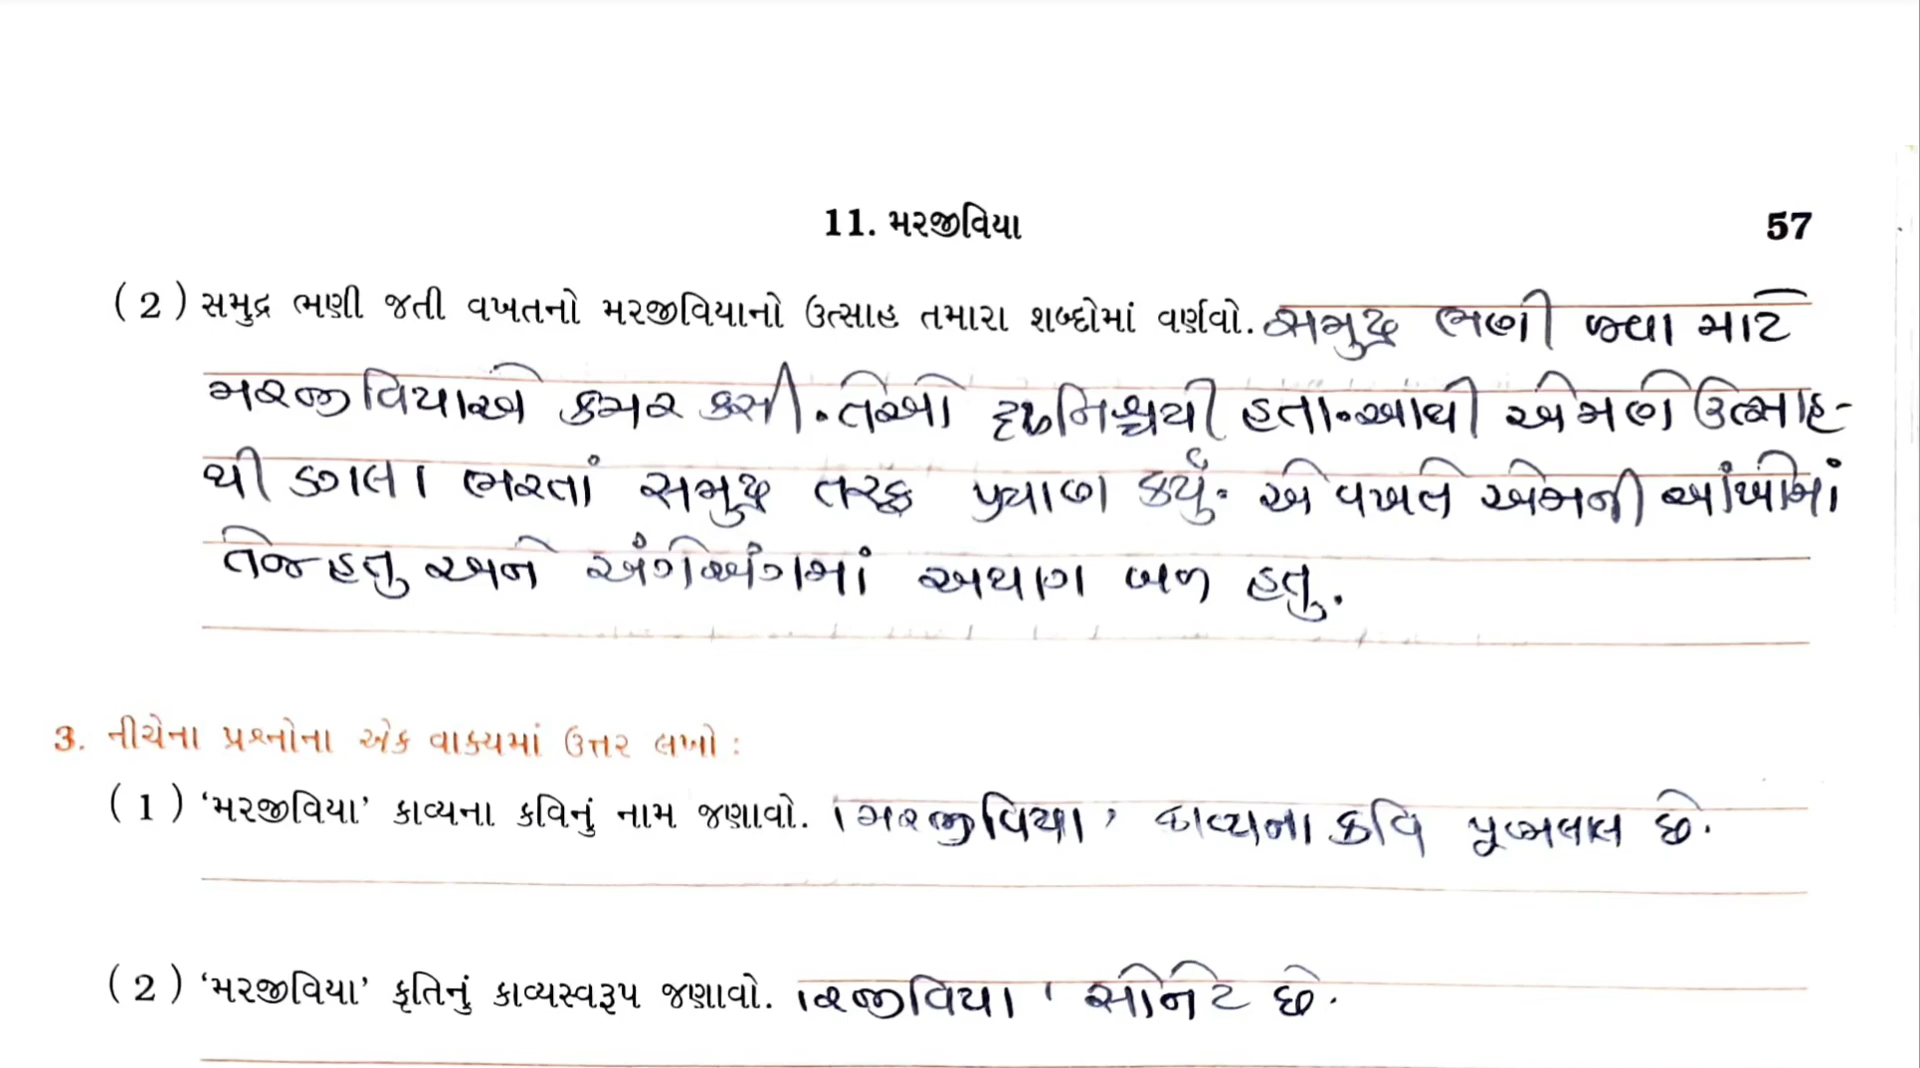 11. મરજીવિયા 57
(2) સમુદ્ર ભણી જતી વખતનો મરજીવિયાનો ઉત્સાહ તમારા શબ્દોમાં વર્ણવો. સમુદ્ર ભણી જવા માટે
મરજીવિયાએ કમર કસી. તેઓ દૃઢનિશ્ચયી હતા. આથી એમણે ઉત્સાહ-
થી ડગલા ભરતાં સમુદ્ર તરફ પ્રયાણ કર્યું. એ વખતે એમની આંખોમાં
તેજ હતુ અને અંગેઅંગમાં અથાગ બળ હતુ.
3. નીચેના પ્રશ્નોના એક વાક્યમાં ઉત્તર લખો :
(1) ‘મરજીવિયા’ કાવ્યના કવિનું નામ જણાવો. 'મરજીવિયા' કાવ્યના કવિ પૂજાલાલ છે.
(2) ‘મરજીવિયા’ કૃતિનું કાવ્યસ્વરૂપ જણાવો. 'રજીવિયા' સોનેટ છે.